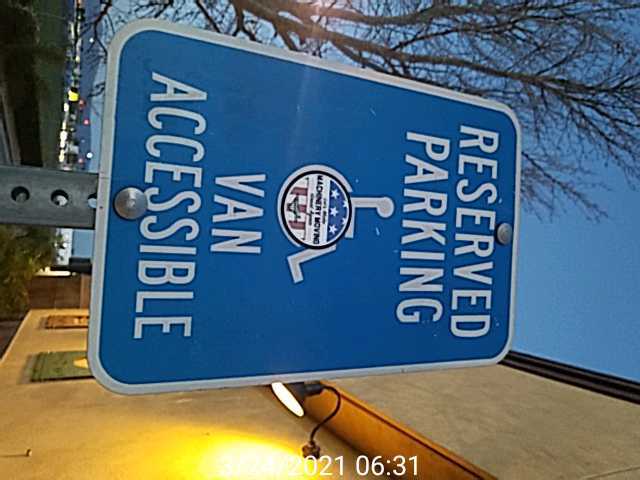 RESERVED
PARKING
MACHINERY MOVING
VAN
ACCESSIBLE
3/24/2021 06:31